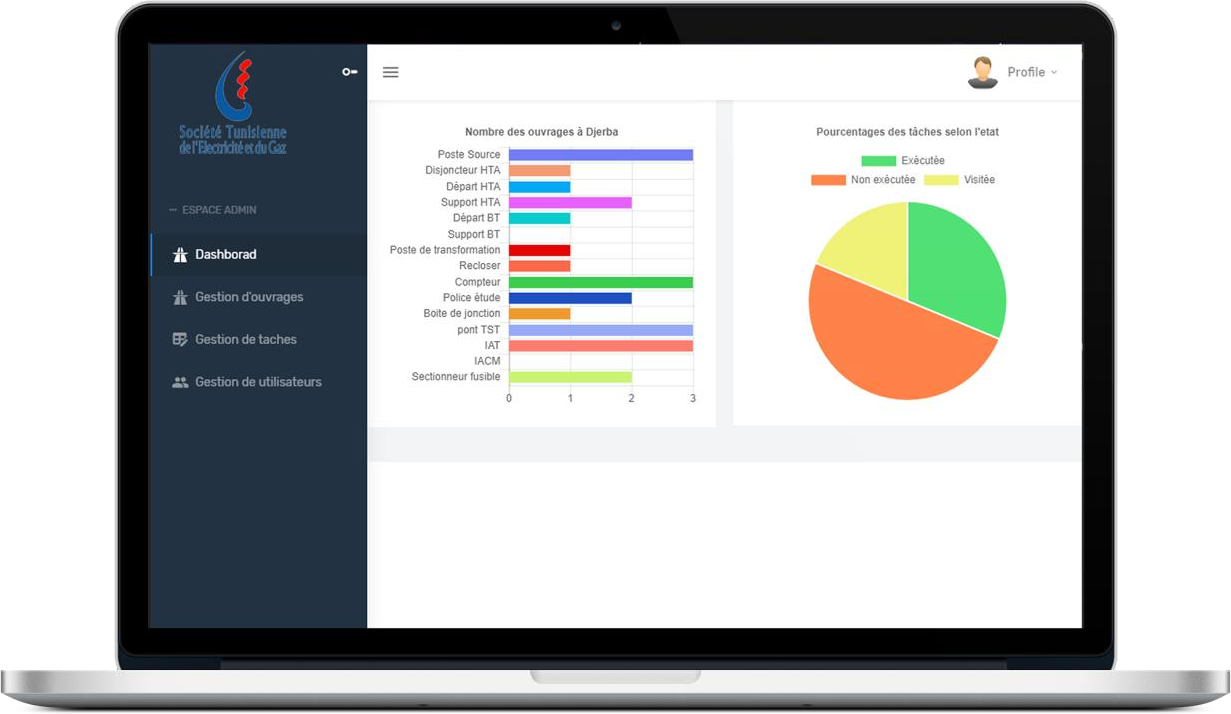 Société Tunisienne
de l'Electricité et du Gaz
ESPACE ADMIN
Dashborad
Gestion d'ouvrages
Gestion de taches
Gestion de utilisateurs
Profile
Nombre des ouvrages à Djerba
Poste Source
Disjoncteur HTA
Départ HTA
Support HTA
Départ BT
Support BT
Poste de transformation
Recloser
Compteur
Police étude
Boite de jonction
pont TST
IAT
IACM
Sectionneur fusible
0 1 2 3
Pourcentages des tâches selon l'etat
Exècutée
Non exècutée Visitée